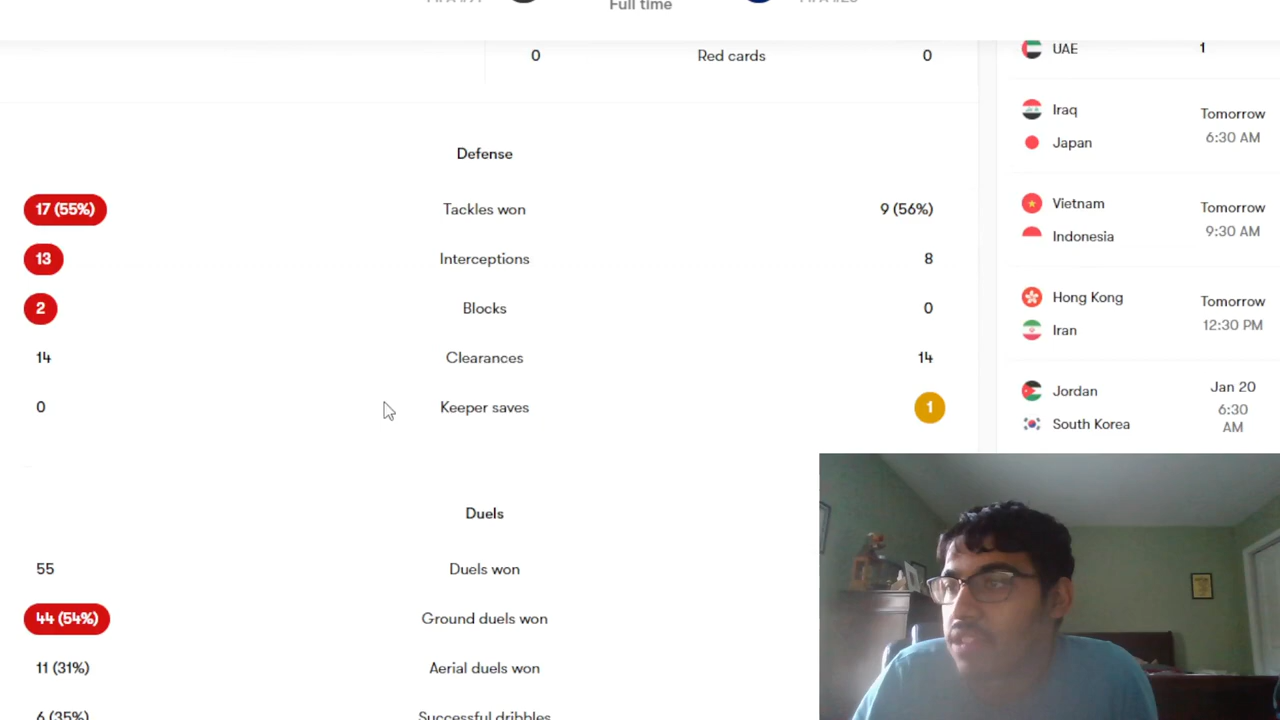 Full time
0 Red cards 0
Defense
17 (55%) Tackles won 9 (56%)
13 Interceptions 8
2 Blocks 0
14 Clearances 14
0 Keeper saves 1
Duels
55 Duels won
44 (54%) Ground duels won
11 (31%) Aerial duels won
6 (35%) Successful dribbles
UAE 1
Iraq
Japan
Tomorrow
6:30 AM
Vietnam
Indonesia
Tomorrow
9:30 AM
Hong Kong
Iran
Tomorrow
12:30 PM
Jordan
South Korea
Jan 20
6:30
AM